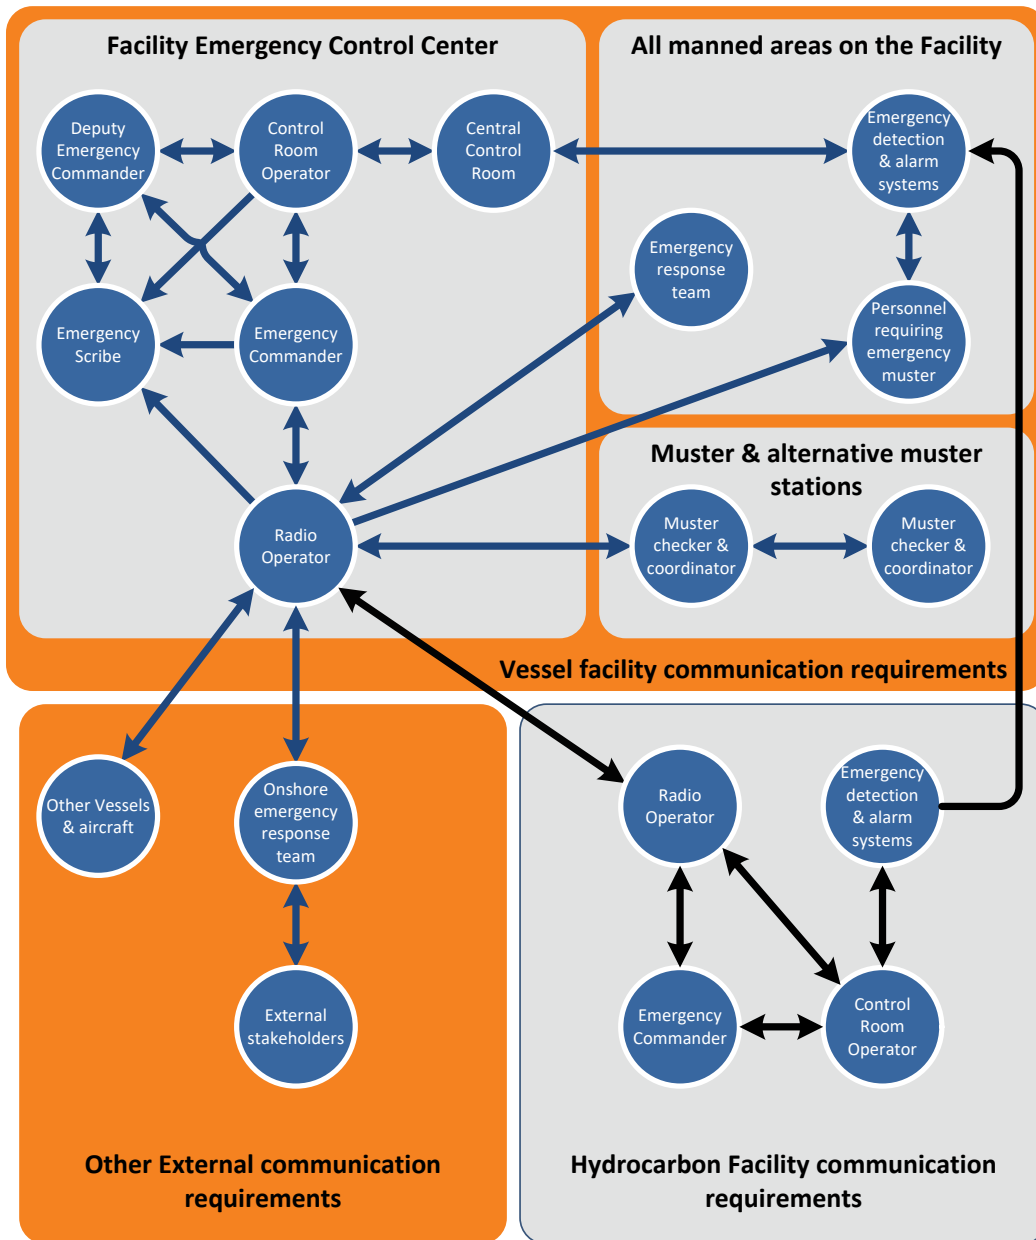 Facility Emergency Control Center
Deputy
Emergency
Commander
Control
Room
Operator
Central
Control
Room
Emergency
Scribe
Emergency
Commander
Radio
Operator
All manned areas on the Facility
Emergency
detection
& alarm
systems
Emergency
response
team
Personnel
requiring
emergency
muster
Muster & alternative muster
stations
Muster
checker &
coordinator
Muster
checker &
coordinator
Vessel facility communication requirements
Other Vessels
& aircraft
Onshore
emergency
response
team
External
stakeholders
Other External communication
requirements
Radio
Operator
Emergency
detection
& alarm
systems
Emergency
Commander
Control
Room
Operator
Hydrocarbon Facility communication
requirements